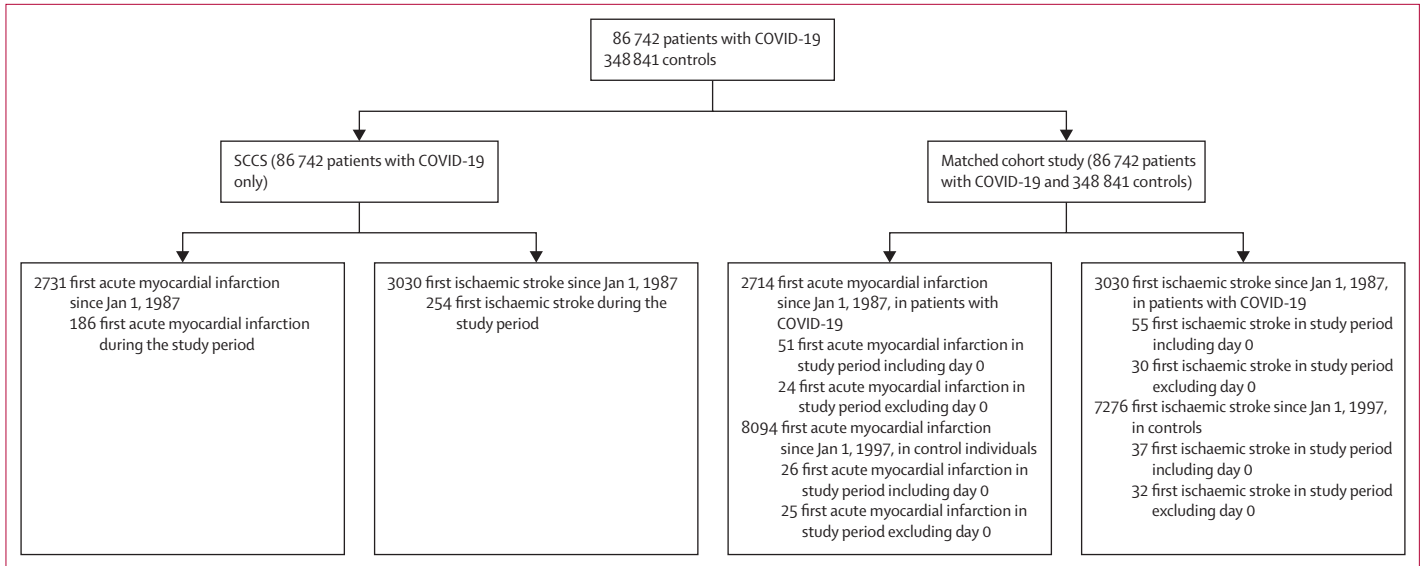 86 742 patients with COVID-19
348 841 controls
SCCS (86 742 patients with COVID-19
only)
Matched cohort study (86 742 patients
with COVID-19 and 348 841 controls)
2731 first acute myocardial infarction
since Jan 1, 1987
186 first acute myocardial infarction
during the study period
3030 first ischaemic stroke since Jan 1, 1987
254 first ischaemic stroke during the
study period
2714 first acute myocardial infarction
since Jan 1, 1987, in patients with
COVID-19
51 first acute myocardial infarction in
study period including day 0
24 first acute myocardial infarction in
study period excluding day 0
8094 first acute myocardial infarction
since Jan 1, 1997, in control individuals
26 first acute myocardial infarction in
study period including day 0
25 first acute myocardial infarction in
study period excluding day 0
3030 first ischaemic stroke since Jan 1, 1987,
in patients with COVID-19
55 first ischaemic stroke in study period
including day 0
30 first ischaemic stroke in study period
excluding day 0
7276 first ischaemic stroke since Jan 1, 1997,
in controls
37 first ischaemic stroke in study period
including day 0
32 first ischaemic stroke in study period
excluding day 0